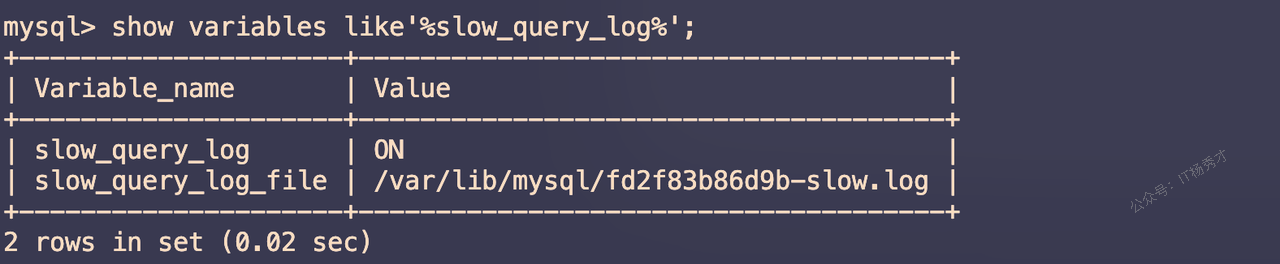 mysql> show variables like'%slow_query_log%';
+---------------------+--------------------------------------+
| Variable_name       | Value                                |
+---------------------+--------------------------------------+
| slow_query_log      | ON                                   |
| slow_query_log_file | /var/lib/mysql/fd2f83b86d9b-slow.log |
+---------------------+--------------------------------------+
2 rows in set (0.02 sec)
公众号：IT杨秀才